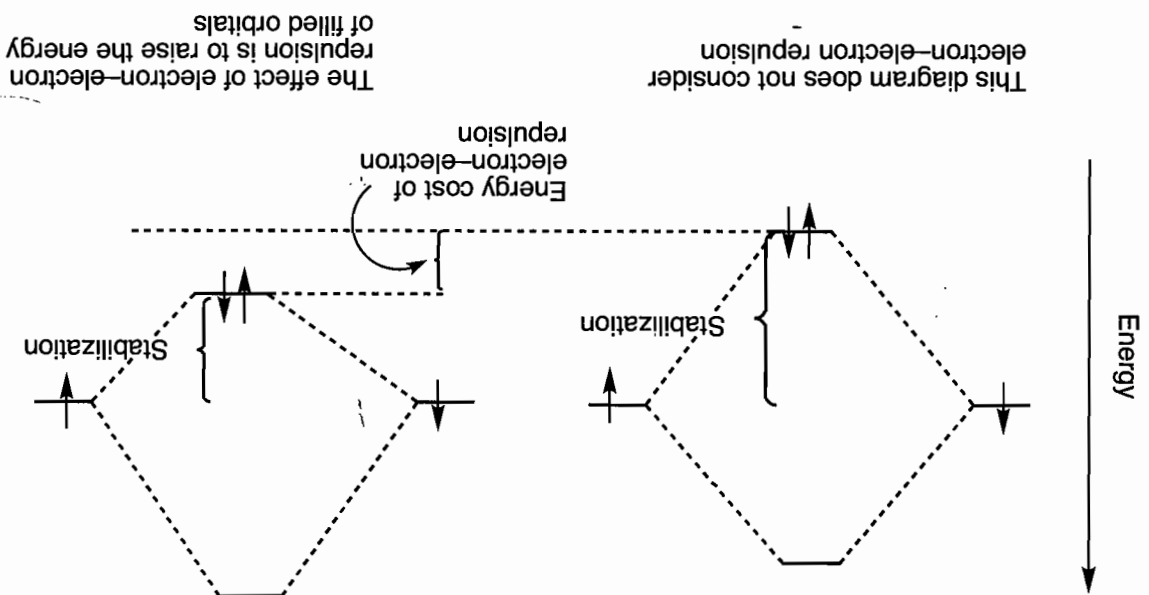 Energy
Stabilization
Stabilization
Energy cost of
electron–electron
repulsion
This diagram does not consider
electron–electron repulsion
The effect of electron–electron
repulsion is to raise the energy
of filled orbitals